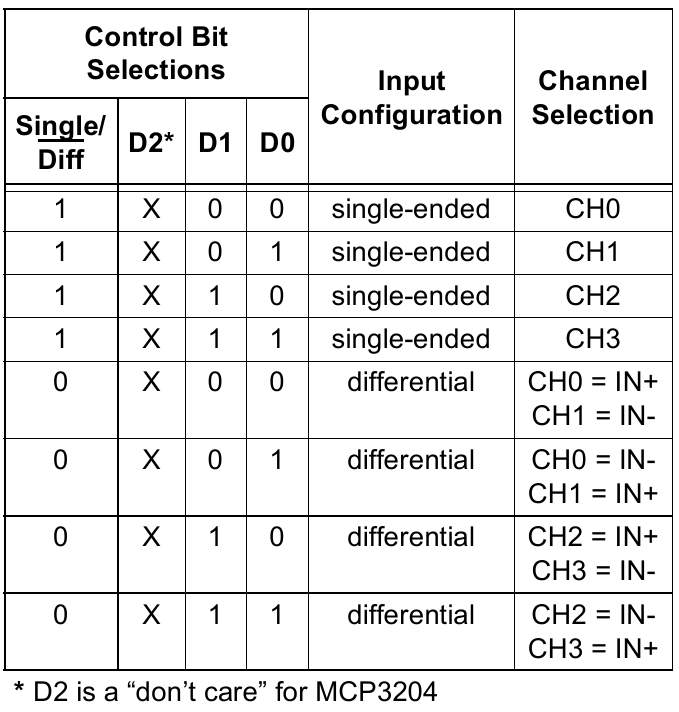 Control Bit
Selections
Input
Configuration
Channel
Selection
Single/
Diff
D2*
D1
D0
1 X 0 0 single-ended CH0
1 X 0 1 single-ended CH1
1 X 1 0 single-ended CH2
1 X 1 1 single-ended CH3
0 X 0 0 differential CH0 = IN+
CH1 = IN-
0 X 0 1 differential CH0 = IN-
CH1 = IN+
0 X 1 0 differential CH2 = IN+
CH3 = IN-
0 X 1 1 differential CH2 = IN-
CH3 = IN+
* D2 is a “don’t care” for MCP3204